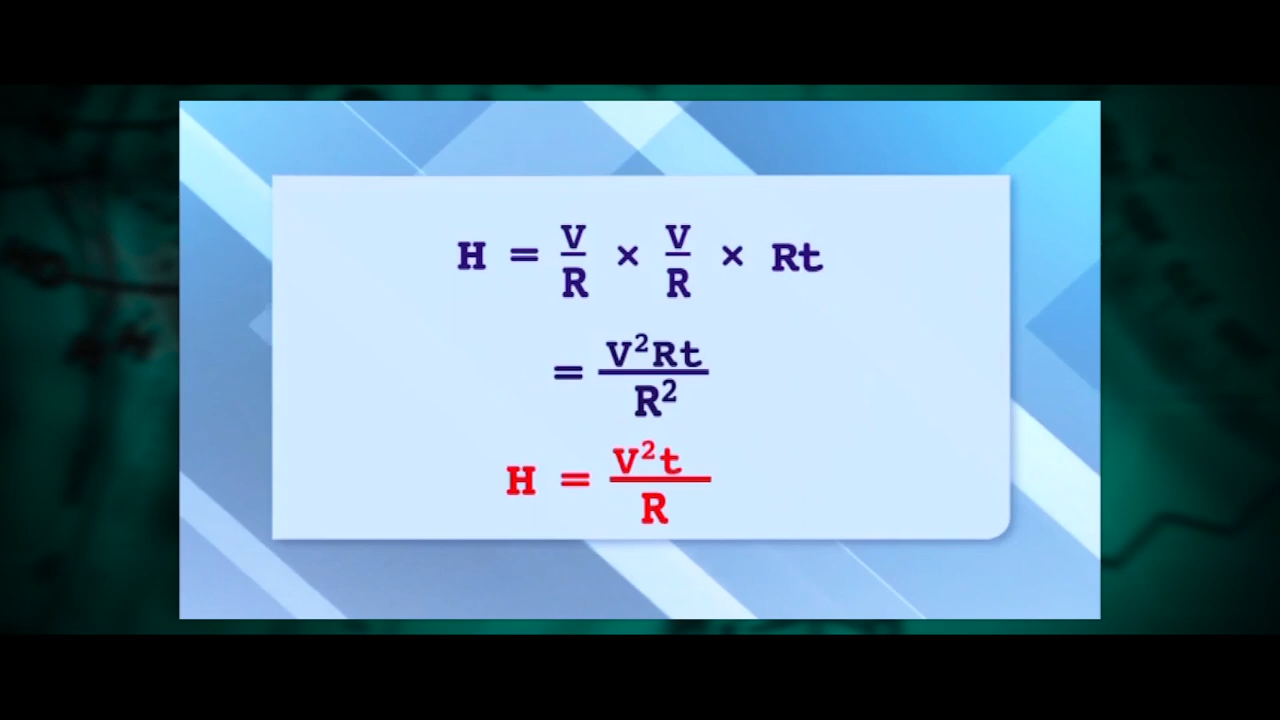 H = V/R × V/R × Rt
= V²Rt/R²
H = V²t/R